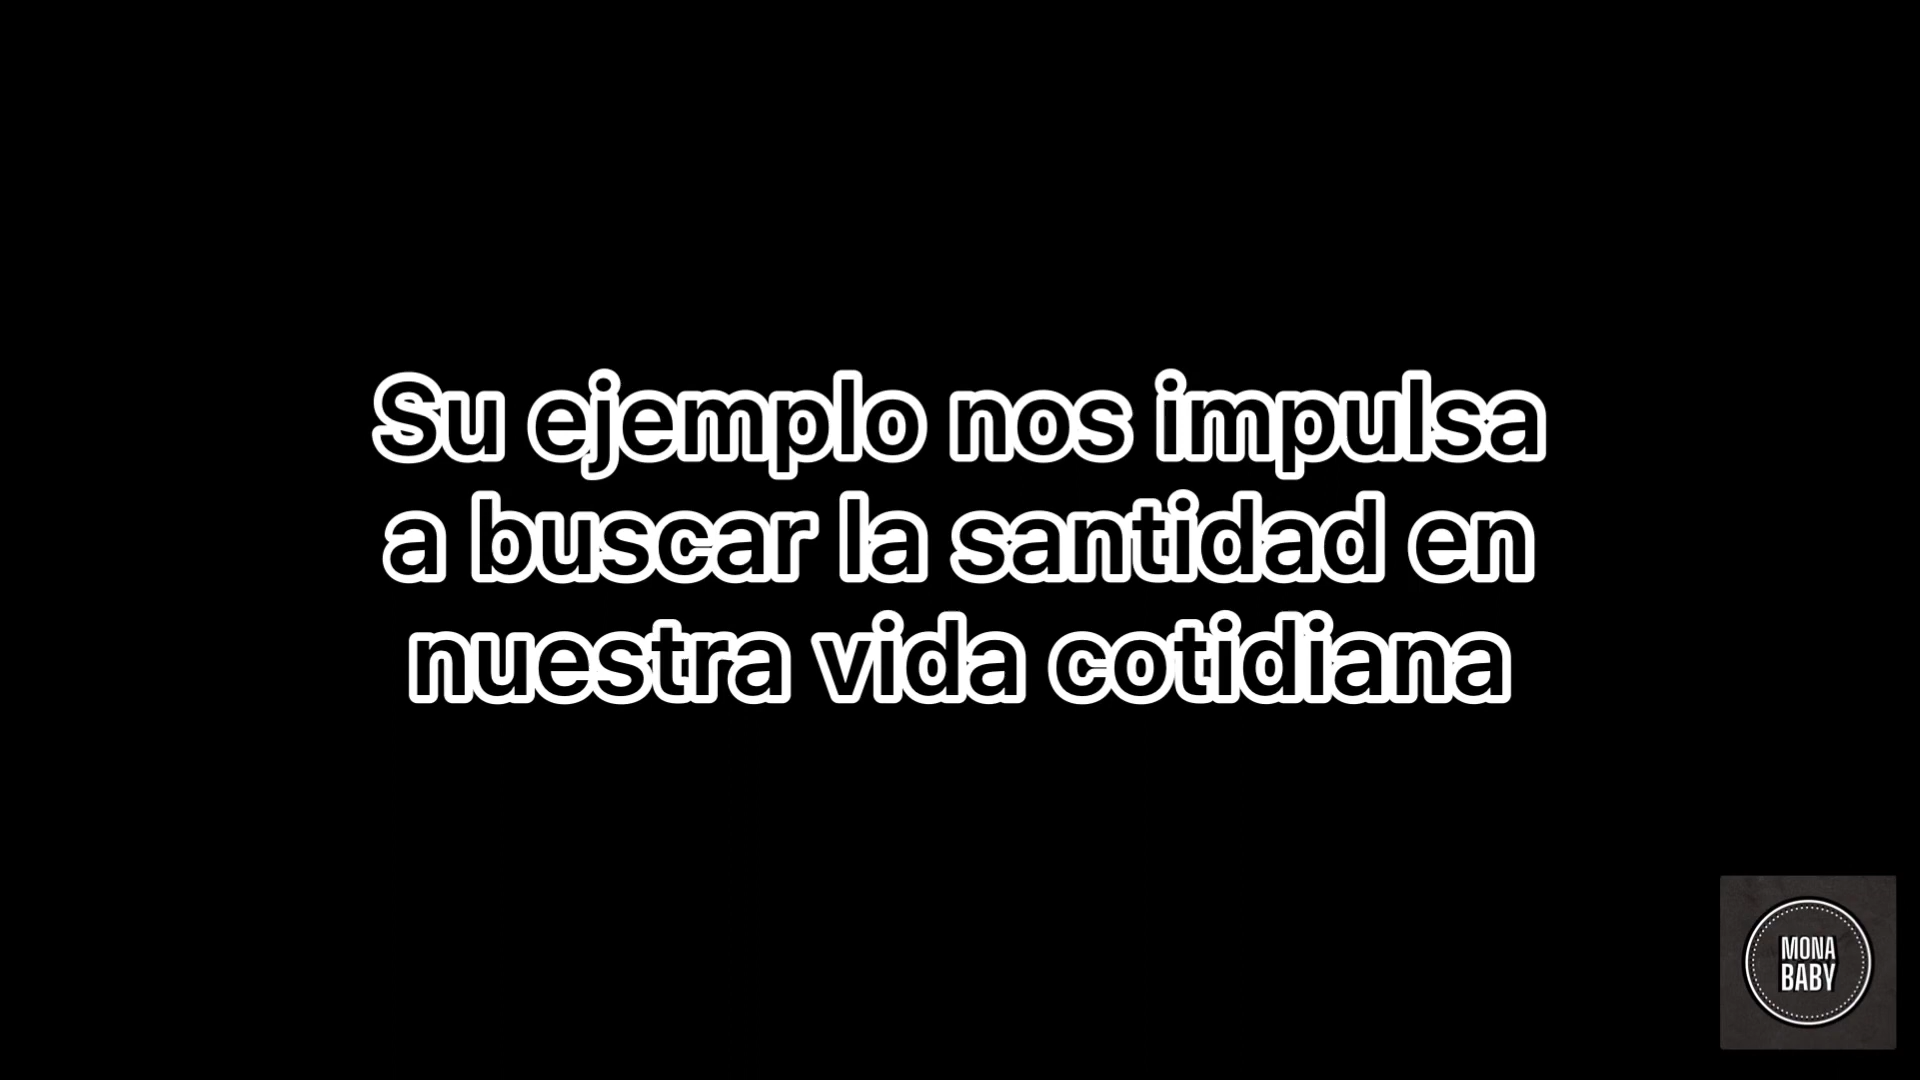 Su ejemplo nos impulsa
a buscar la santidad en
nuestra vida cotidiana
MONA
BABY